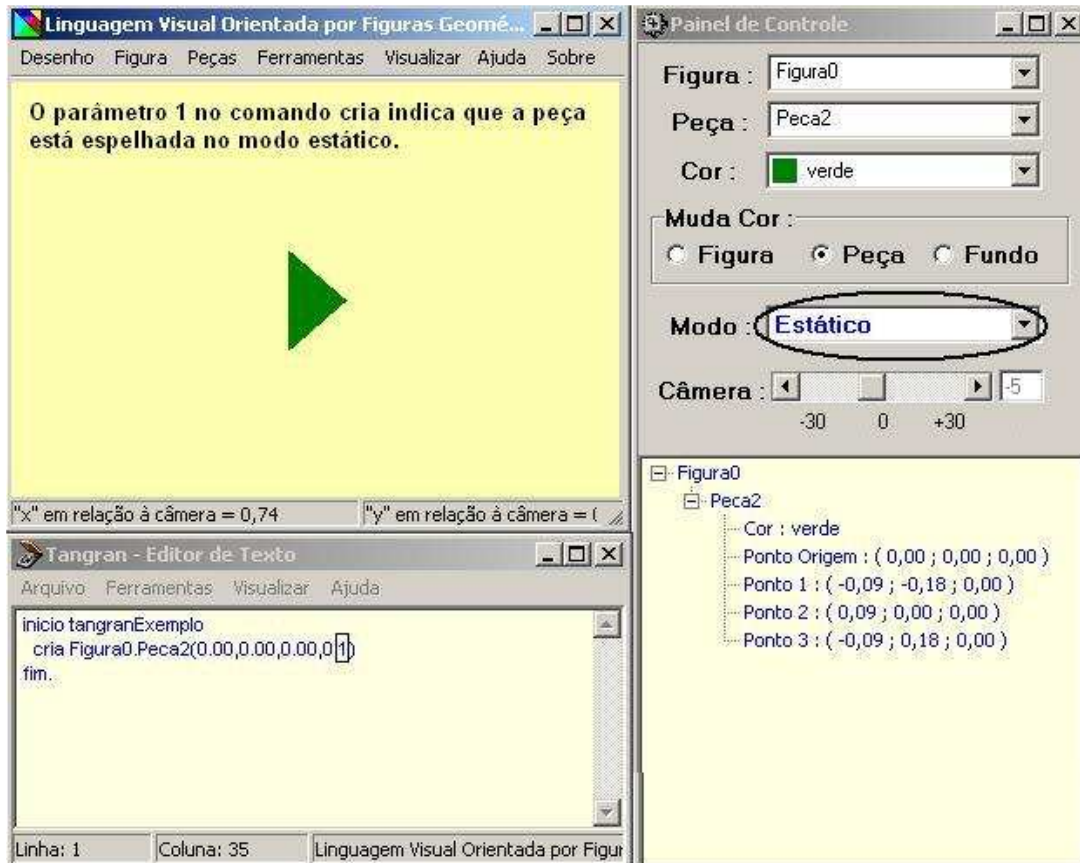 Linguagem Visual Orientada por Figuras Geomé...
Desenho Figura Peças Ferramentas Visualizar Ajuda Sobre
O parâmetro 1 no comando cria indica que a peça
está espelhada no modo estático.
"x" em relação à câmera = 0,74 "y" em relação à câmera = (
Tangran - Editor de Texto
Arquivo Ferramentas Visualizar Ajuda
inicio tangranExemplo
cria Figura0.Peca2(0.00,0.00,0.00,0,1)
fim.
Linha: 1 Coluna: 35 Linguagem Visual Orientada por Figur
Painel de Controle
Figura : Figura0
Peça : Peca2
Cor : verde
Muda Cor :
Figura Peça Fundo
Modo : Estático
Câmera : -5
-30 0 +30
Figura0
Peca2
Cor : verde
Ponto Origem : ( 0,00 ; 0,00 ; 0,00 )
Ponto 1 : ( -0,09 ; -0,18 ; 0,00 )
Ponto 2 : ( 0,09 ; 0,00 ; 0,00 )
Ponto 3 : ( -0,09 ; 0,18 ; 0,00 )